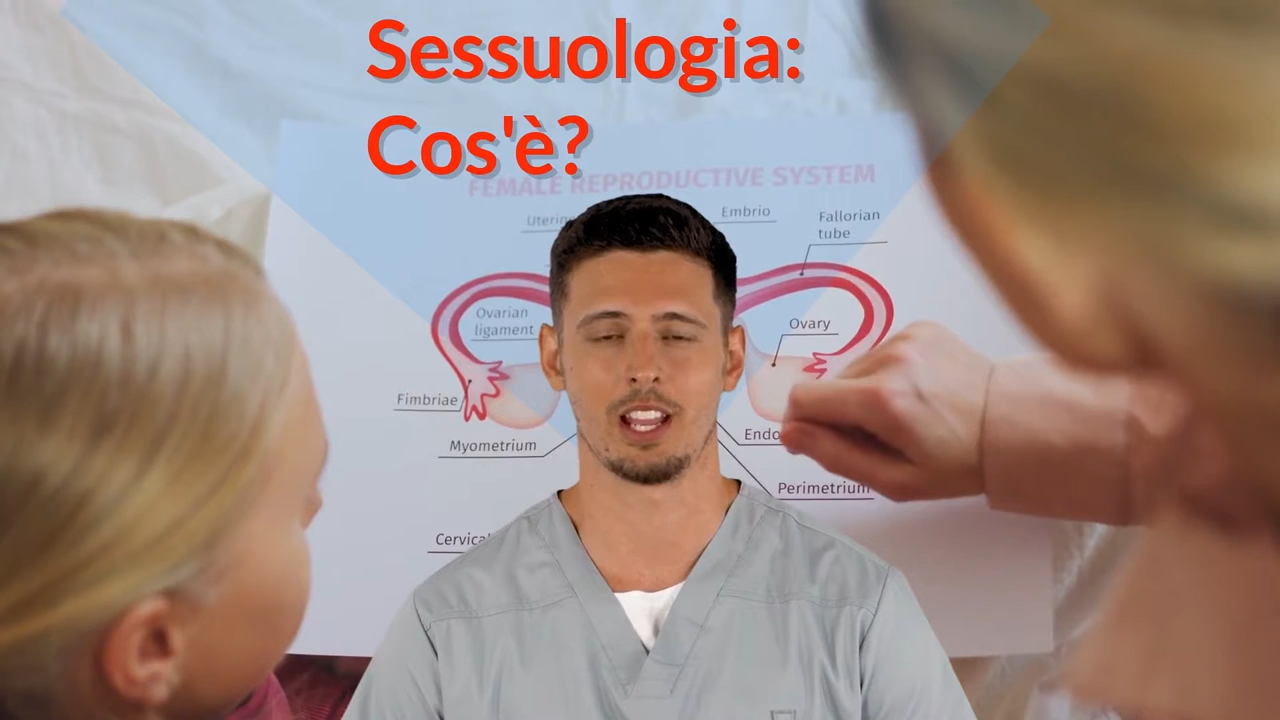 Sessuologia:
Cos'è?
FEMALE REPRODUCTIVE SYSTEM
Embrio
Fallorian
tube
Ovarian
ligament
Ovary
Fimbriae
Myometrium
Perimetrium